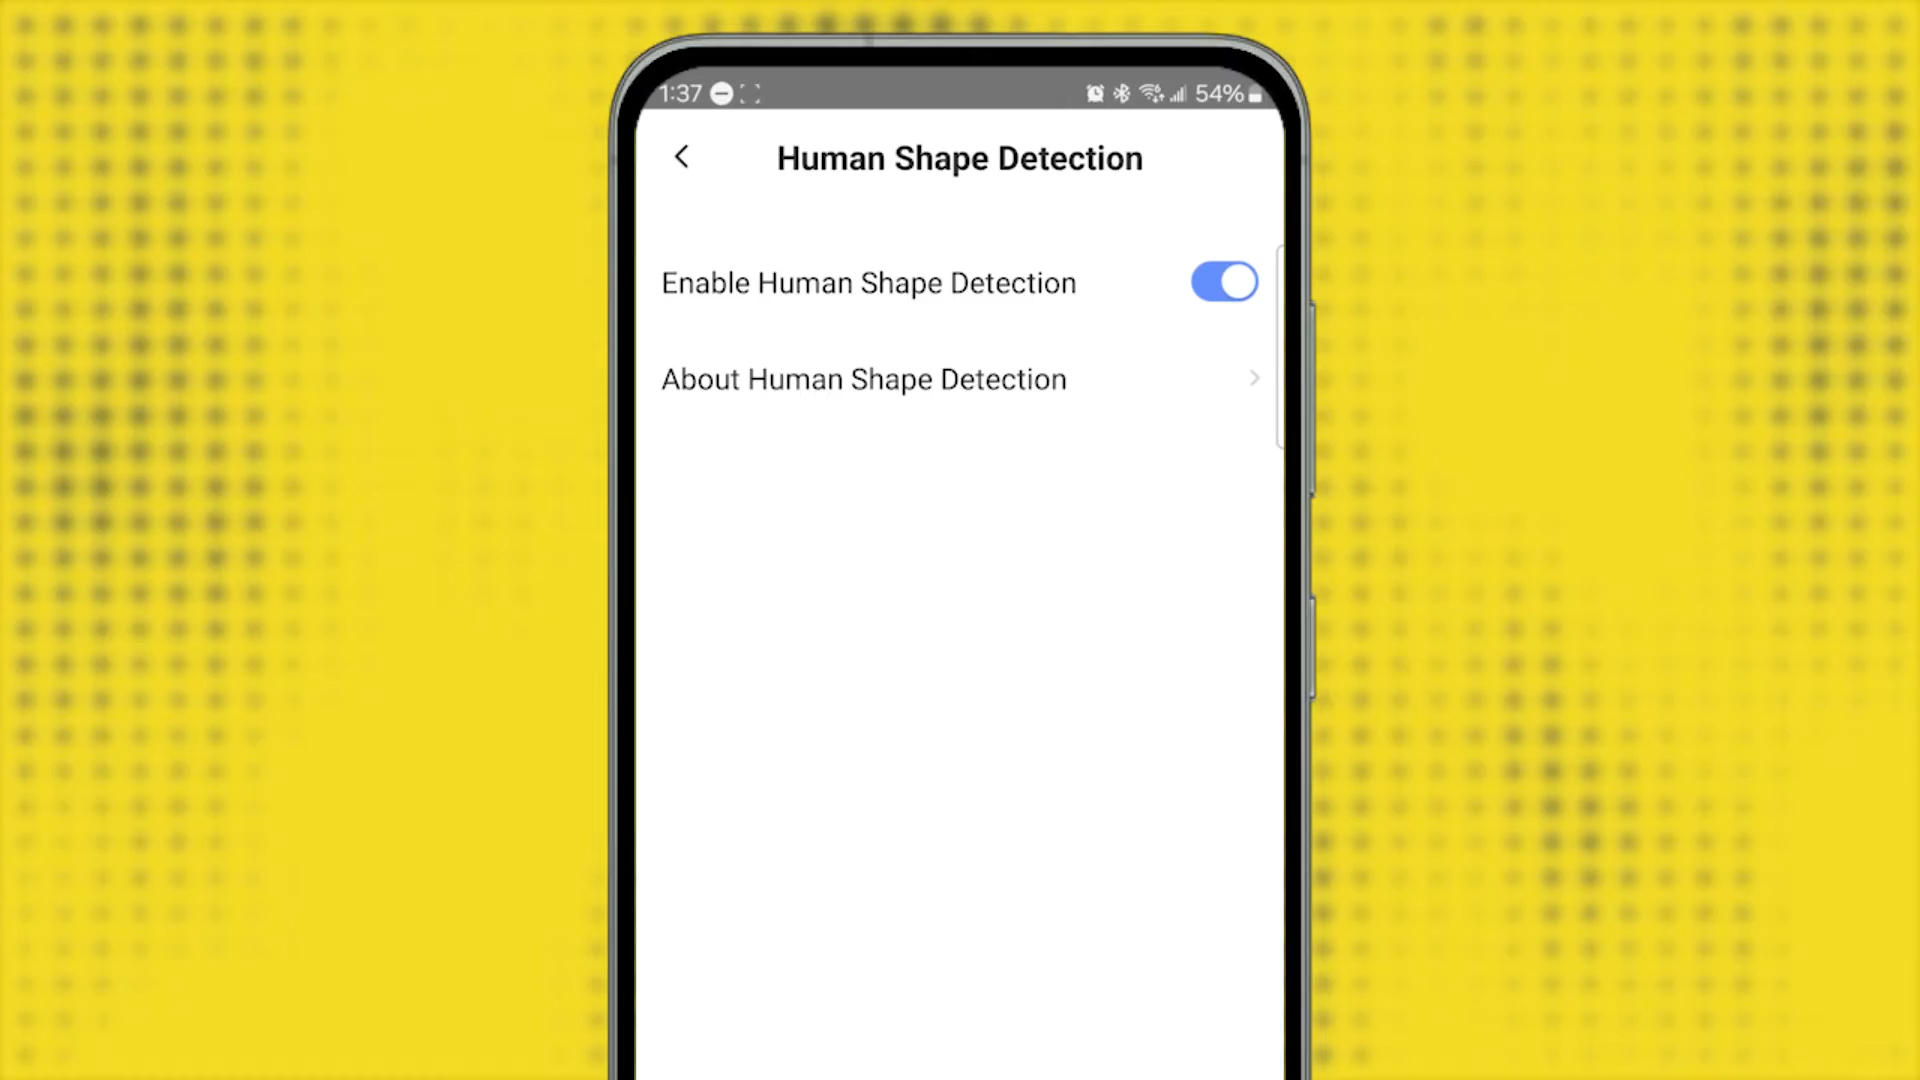 1:37 54%
Human Shape Detection
Enable Human Shape Detection
About Human Shape Detection